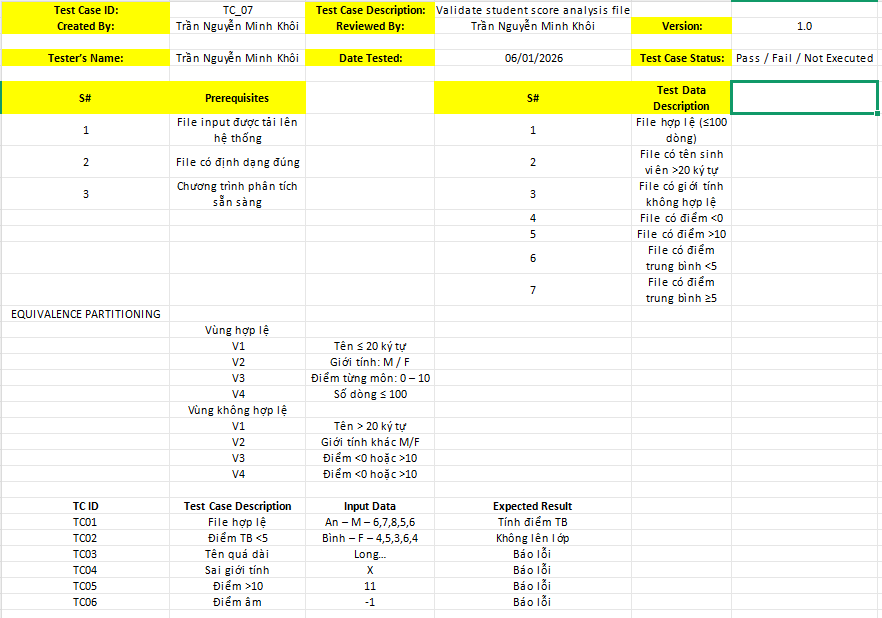 Test Case ID: TC_07 Test Case Description: Validate student score analysis file
Created By: Trần Nguyễn Minh Khôi Reviewed By: Trần Nguyễn Minh Khôi Version: 1.0
Tester's Name: Trần Nguyễn Minh Khôi Date Tested: 06/01/2026 Test Case Status: Pass / Fail / Not Executed
S# Prerequisites S# Test Data
Description
1 File input được tải lên
hệ thống 1 File hợp lệ (≤100
dòng)
2 File có định dạng đúng 2 File có tên sinh
viên >20 ký tự
3 Chương trình phân tích
sẵn sàng 3 File có giới tính
không hợp lệ
4 File có điểm <0
5 File có điểm >10
6 File có điểm
trung bình <5
7 File có điểm
trung bình ≥5
EQUIVALENCE PARTITIONING
Vùng hợp lệ
V1 Tên ≤ 20 ký tự
V2 Giới tính: M / F
V3 Điểm từng môn: 0 – 10
V4 Số dòng ≤ 100
Vùng không hợp lệ
V1 Tên > 20 ký tự
V2 Giới tính khác M/F
V3 Điểm <0 hoặc >10
V4 Điểm <0 hoặc >10
TC ID Test Case Description Input Data Expected Result
TC01 File hợp lệ An – M – 6,7,8,5,6 Tính điểm TB
TC02 Điểm TB <5 Bình – F – 4,5,3,6,4 Không lên lớp
TC03 Tên quá dài Long... Báo lỗi
TC04 Sai giới tính X Báo lỗi
TC05 Điểm >10 11 Báo lỗi
TC06 Điểm âm -1 Báo lỗi